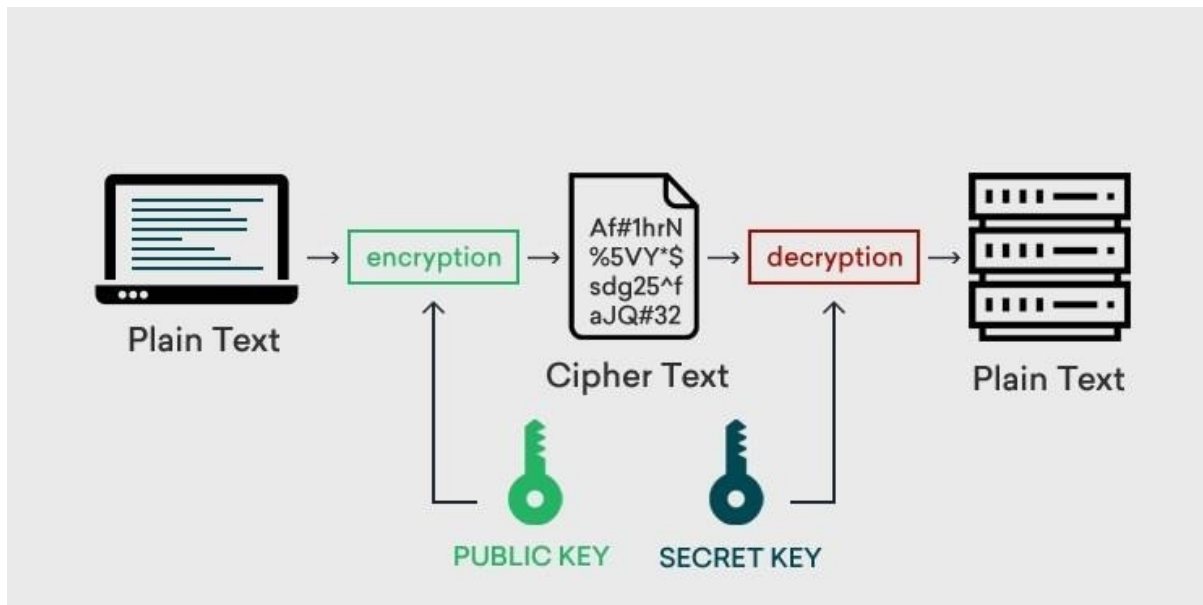 Plain Text
encryption
Af#1hrN
%5VY*$
sdg25^f
aJQ#32
Cipher Text
decryption
Plain Text
PUBLIC KEY
SECRET KEY